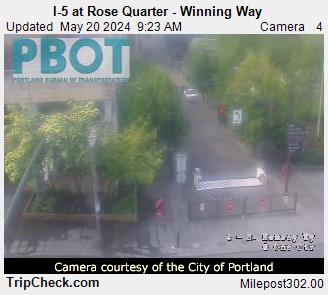 I-5 at Rose Quarter - Winning Way
Updated May 20 2024 9:23 AM Camera 4
PBOT
PORTLAND BUREAU OF TRANSPORTATION
Camera courtesy of the City of Portland
TripCheck.com Milepost302.00